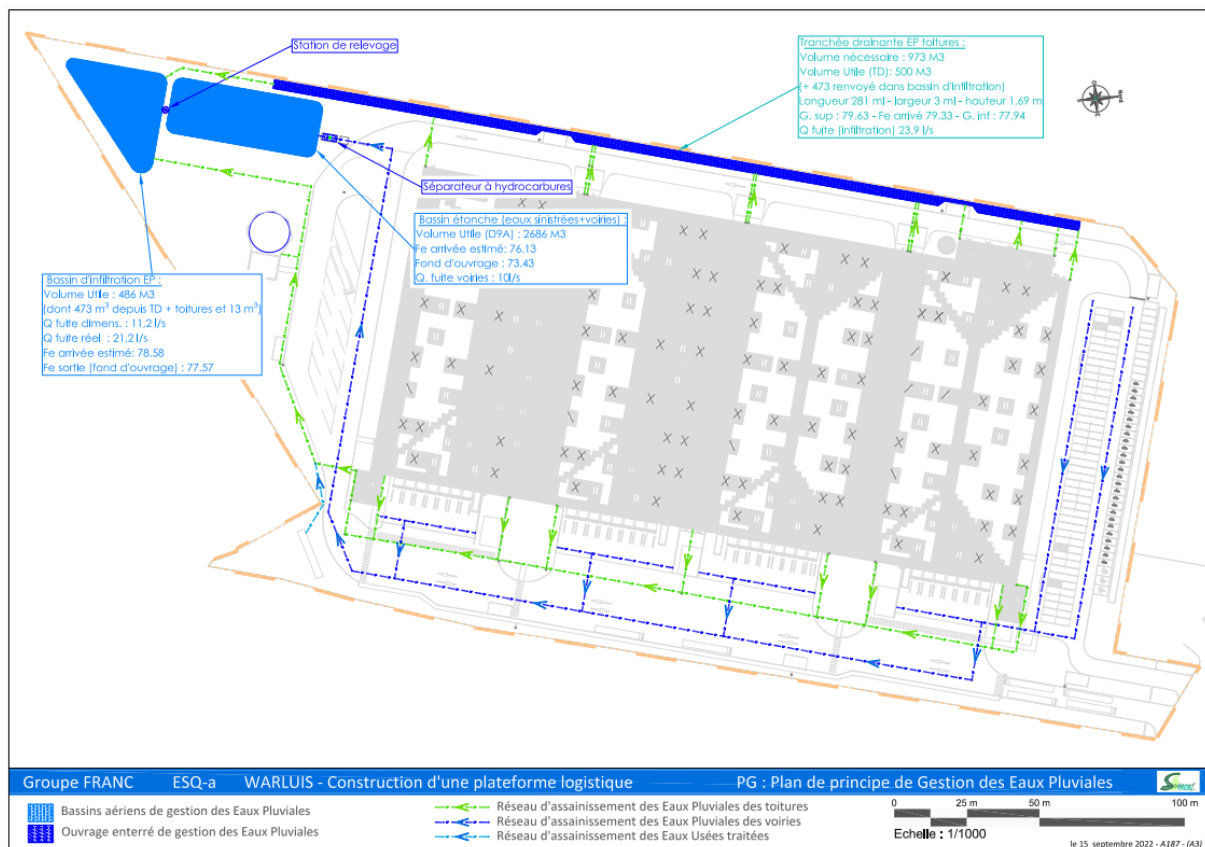 Station de relevage
Tranchée drainante EP toitures :
Volume nécessaire : 973 M3
Volume Utile (TD): 500 M3
(+ 473 renvoyé dans bassin d'infiltration)
Longueur 281 ml - largeur 3 ml - hauteur 1.69 m
G. sup : 79.63 - Fe arrivé 79.33 - G. inf : 77.94
Q fuite (infiltration) 23,9 l/s
Nord
Séparateur à hydrocarbures
Bassin étanche (eaux sinistrées+voiries) :
Volume Utile (D9A) : 2686 M3
Fe arrivée estimé: 76.13
Fond d'ouvrage : 73.43
Q. fuite voiries : 10l/s
Bassin d'infiltration EP :
Volume Utile : 486 M3
(dont 473 m³ depuis TD + toitures et 13 m³)
Q fuite dimens. : 11,2l/s
Q fuite réel : 21,2l/s
Fe arrivée estimé: 78.58
Fe sortie (fond d'ouvrage) : 77.57
Groupe FRANC ESQ-a WARLUIS - Construction d'une plateforme logistique PG : Plan de principe de Gestion des Eaux Pluviales
Bassins aériens de gestion des Eaux Pluviales
Ouvrage enterré de gestion des Eaux Pluviales
Réseau d'assainissement des Eaux Pluviales des toitures
Réseau d'assainissement des Eaux Pluviales des voiries
Réseau d'assainissement des Eaux Usées traitées
0 25 m 50 m 100 m
Echelle : 1/1000
le 15 septembre 2022 - A187 - (A3)